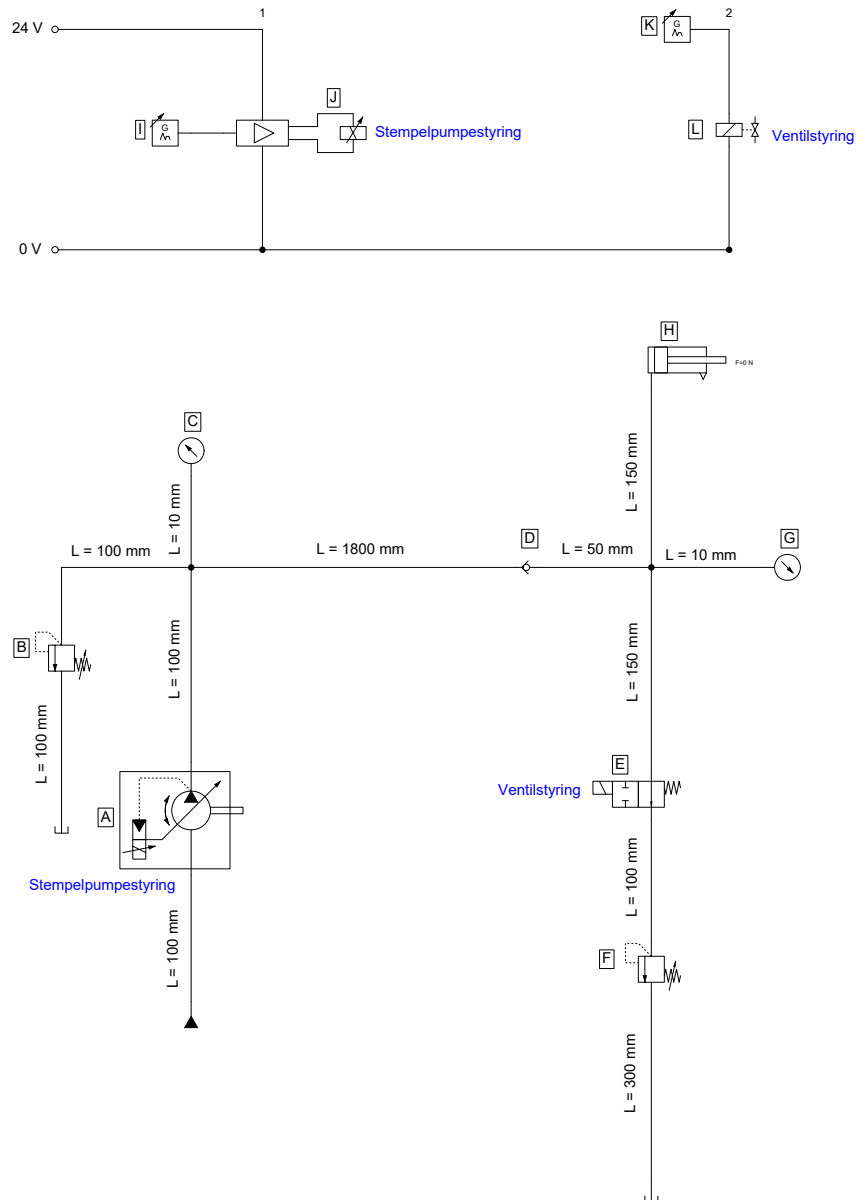 1
2
24 V
K
G
I
G
J
Stempelpumpestyring
L
Ventilstyring
0 V
H
F=0 N
C
L = 150 mm
L = 10 mm
L = 100 mm
L = 1800 mm
D
L = 50 mm
L = 10 mm
G
B
L = 100 mm
L = 150 mm
L = 100 mm
E
Ventilstyring
A
Stempelpumpestyring
L = 100 mm
L = 100 mm
F
L = 300 mm